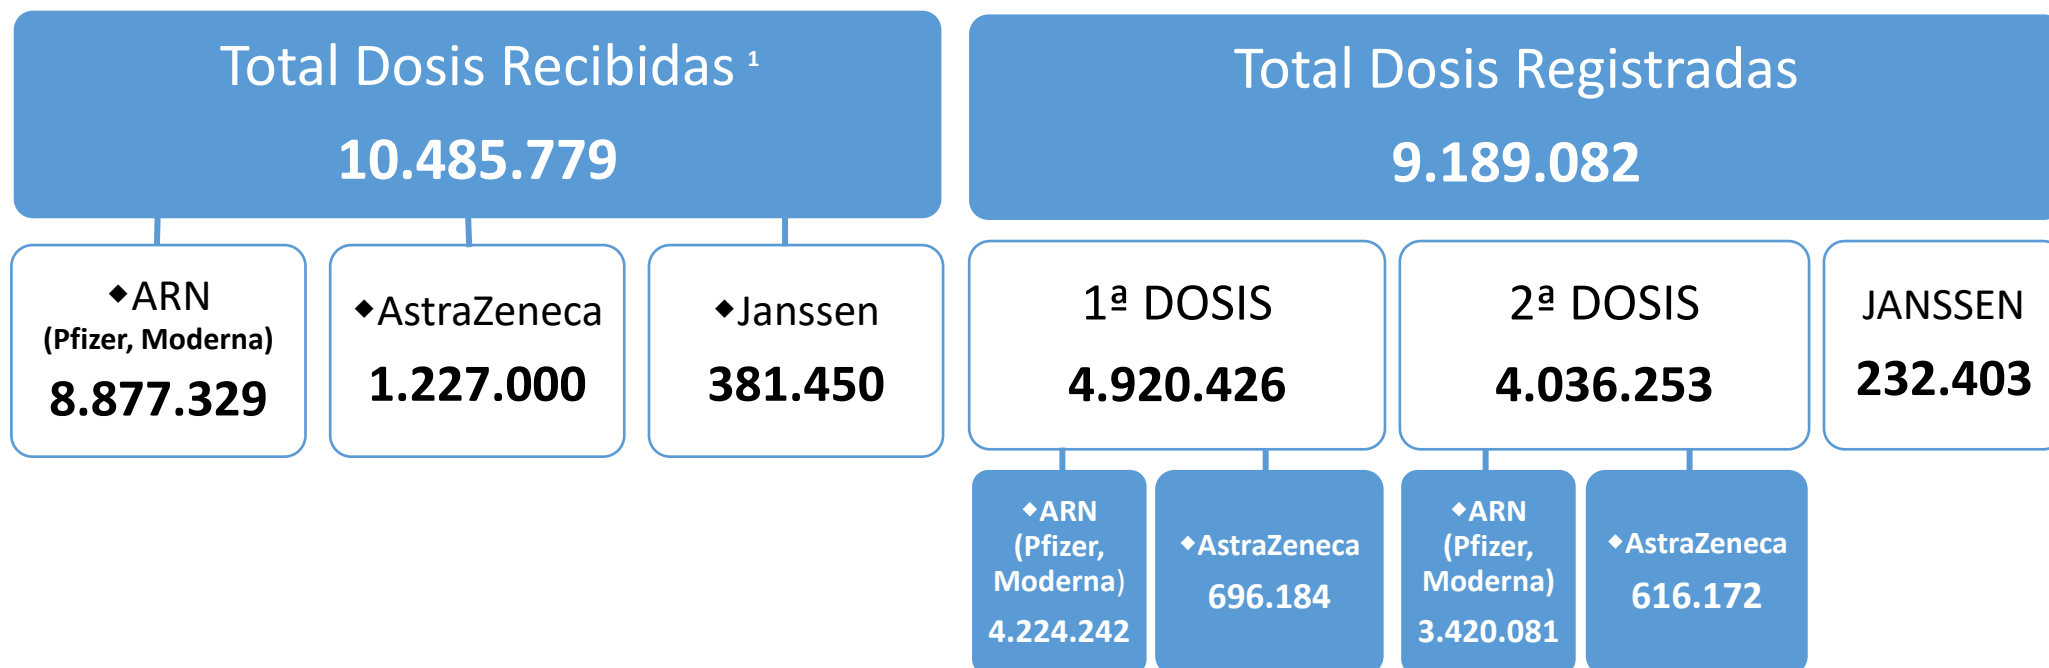 Total Dosis Recibidas ¹
10.485.779
◆ARN
(Pfizer, Moderna)
8.877.329
◆AstraZeneca
1.227.000
◆Janssen
381.450
Total Dosis Registradas
9.189.082
1ª DOSIS
4.920.426
◆ARN
(Pfizer,
Moderna)
4.224.242
◆AstraZeneca
696.184
2ª DOSIS
4.036.253
◆ARN
(Pfizer,
Moderna)
3.420.081
◆AstraZeneca
616.172
JANSSEN
232.403